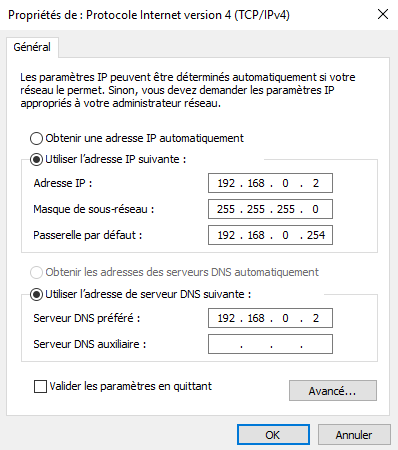 Propriétés de : Protocole Internet version 4 (TCP/IPv4)
Général
Les paramètres IP peuvent être déterminés automatiquement si votre
réseau le permet. Sinon, vous devez demander les paramètres IP
appropriés à votre administrateur réseau.
Obtenir une adresse IP automatiquement
Utiliser l'adresse IP suivante :
Adresse IP : 192 . 168 . 0 . 2
Masque de sous-réseau : 255 . 255 . 255 . 0
Passerelle par défaut : 192 . 168 . 0 . 254
Obtenir les adresses des serveurs DNS automatiquement
Utiliser l'adresse de serveur DNS suivante :
Serveur DNS préféré : 192 . 168 . 0 . 2
Serveur DNS auxiliaire : . . .
Valider les paramètres en quittant
Avancé...
OK Annuler